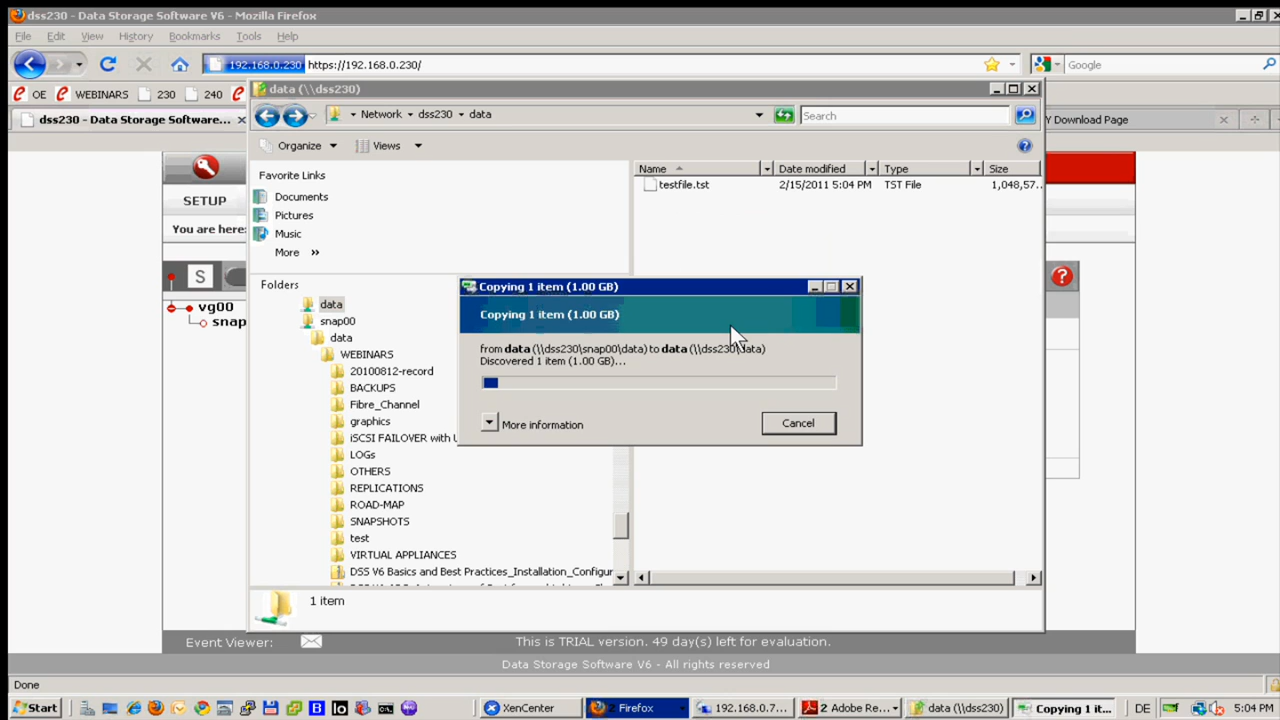 dss230 - Data Storage Software V6 - Mozilla Firefox
File Edit View History Bookmarks Tools Help
192.168.0.230 https://192.168.0.230/ Google
OE WEBINARS 230 240
dss230 - Data Storage Software... Y Download Page
data (\\dss230)
Network dss230 data Search
Organize Views
Favorite Links
Documents
Pictures
Music
More »
Folders
data
snap00
data
WEBINARS
20100812-record
BACKUPS
Fibre_Channel
graphics
iSCSI FAILOVER with U
LOGs
OTHERS
REPLICATIONS
ROAD-MAP
SNAPSHOTS
test
VIRTUAL APPLIANCES
DSS V6 Basics and Best Practices_Installation_Configur
Name Date modified Type Size
testfile.tst 2/15/2011 5:04 PM TST File 1,048,57..
SETUP
You are here:
S
vg00
snap
Copying 1 item (1.00 GB)
Copying 1 item (1.00 GB)
from data (\\dss230\snap00\data) to data (\\dss230\data)
Discovered 1 item (1.00 GB)...
More information Cancel
1 item
Event Viewer: This is TRIAL version. 49 day(s) left for evaluation.
Data Storage Software V6 - All rights reserved
Done
Start XenCenter 2 Firefox 192.168.0.7... 2 Adobe Re... data (\\dss230) Copying 1 it... DE 5:04 PM